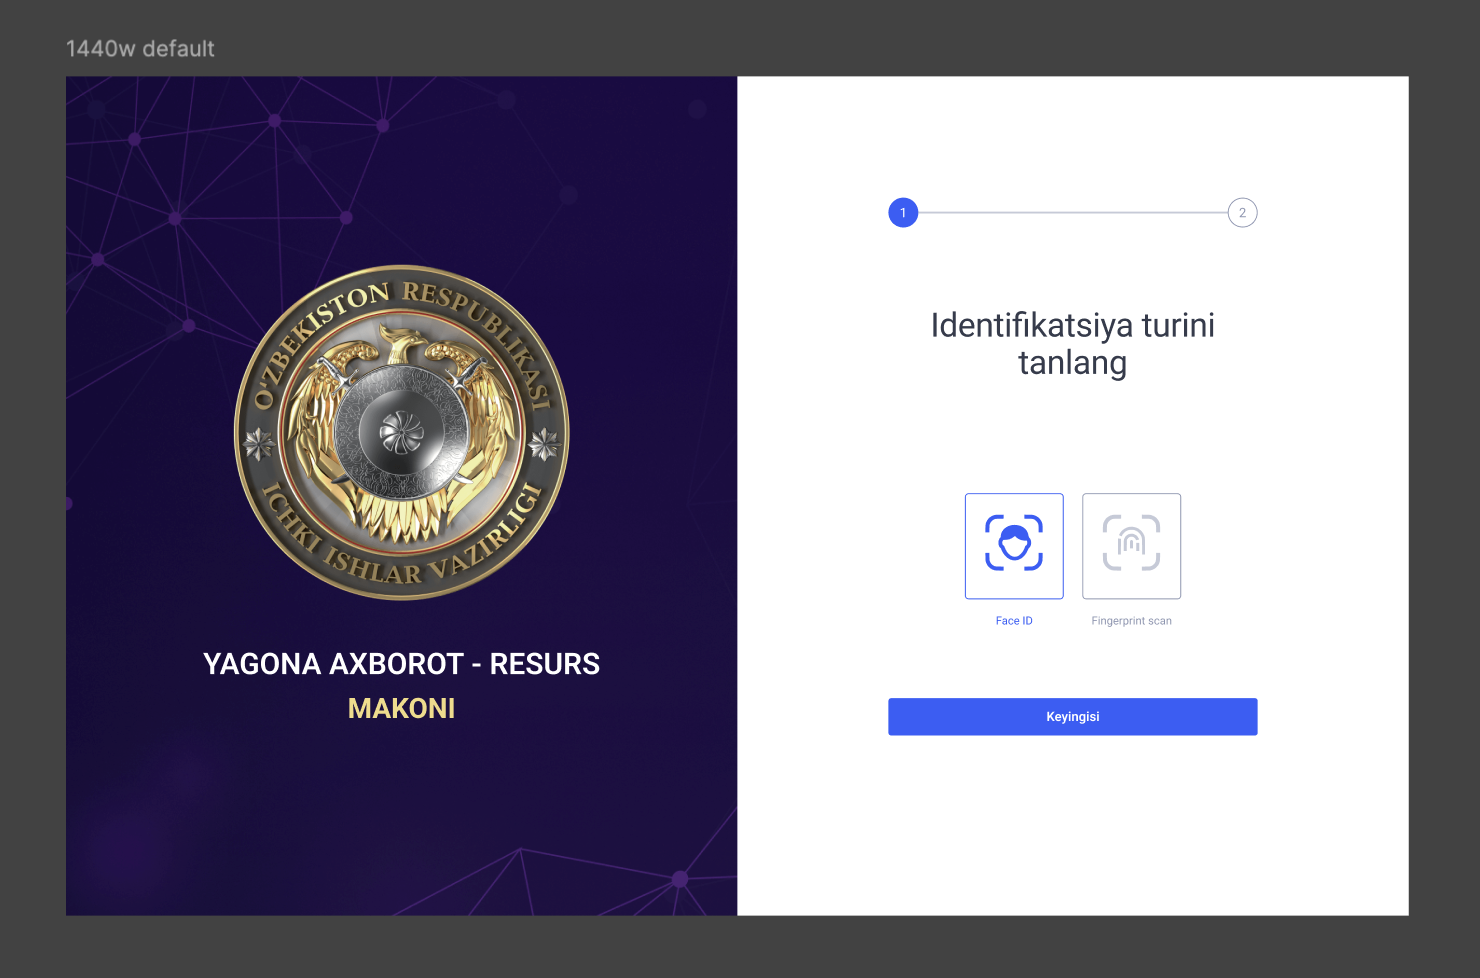 1440w default
O'ZBEKISTON RESPUBLIKASI
ICHKI ISHLAR VAZIRLIGI
YAGONA AXBOROT - RESURS
MAKONI
1
2
Identifikatsiya turini
tanlang
Face ID
Fingerprint scan
Keyingisi